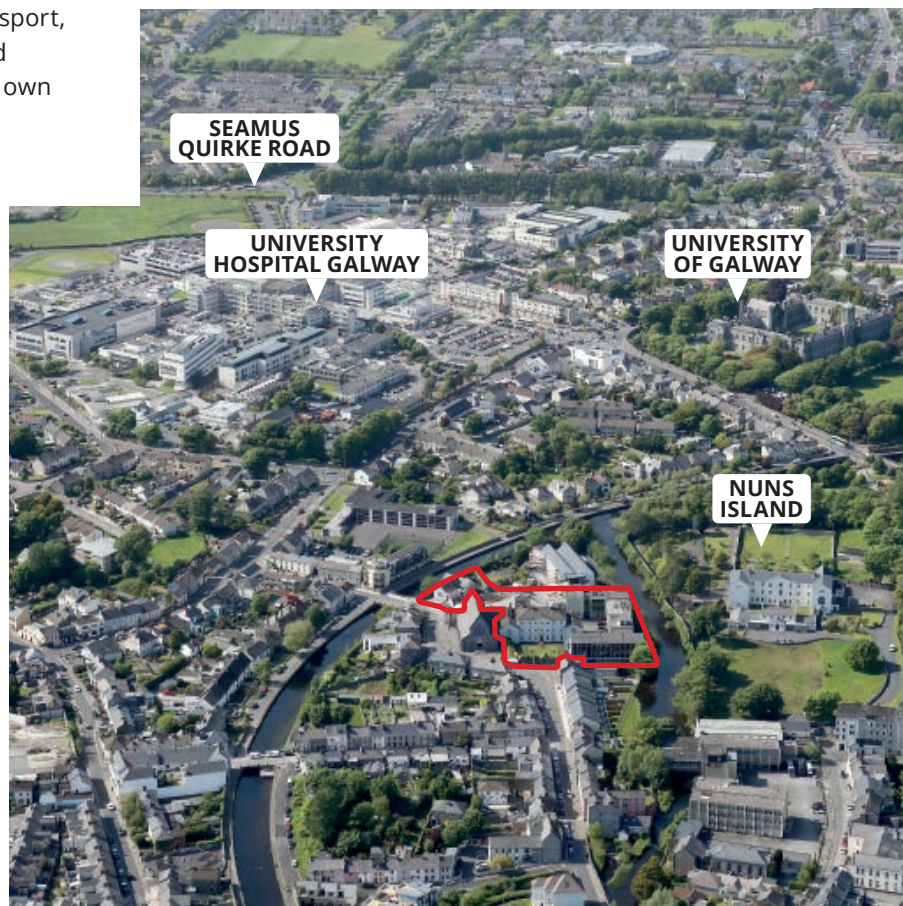 sport,
d
own
SEAMUS
QUIRKE ROAD
UNIVERSITY
HOSPITAL GALWAY
UNIVERSITY
OF GALWAY
NUNS
ISLAND